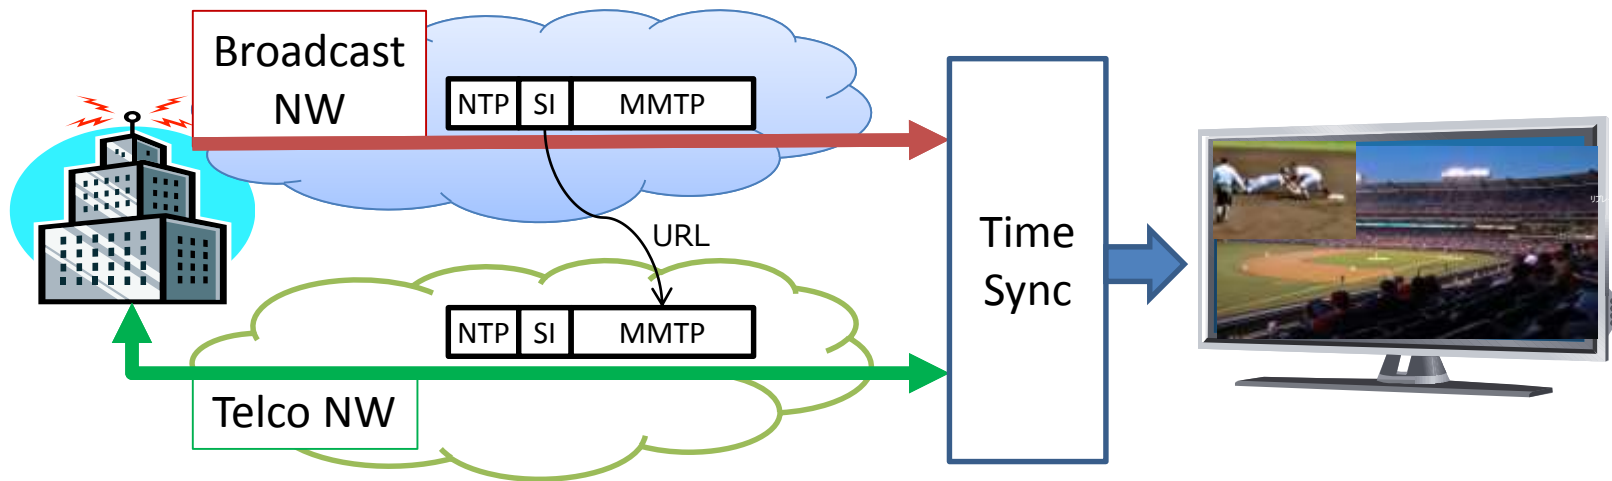 Broadcast
NW
NTP SI MMTP
URL
NTP SI MMTP
Telco NW
Time
Sync